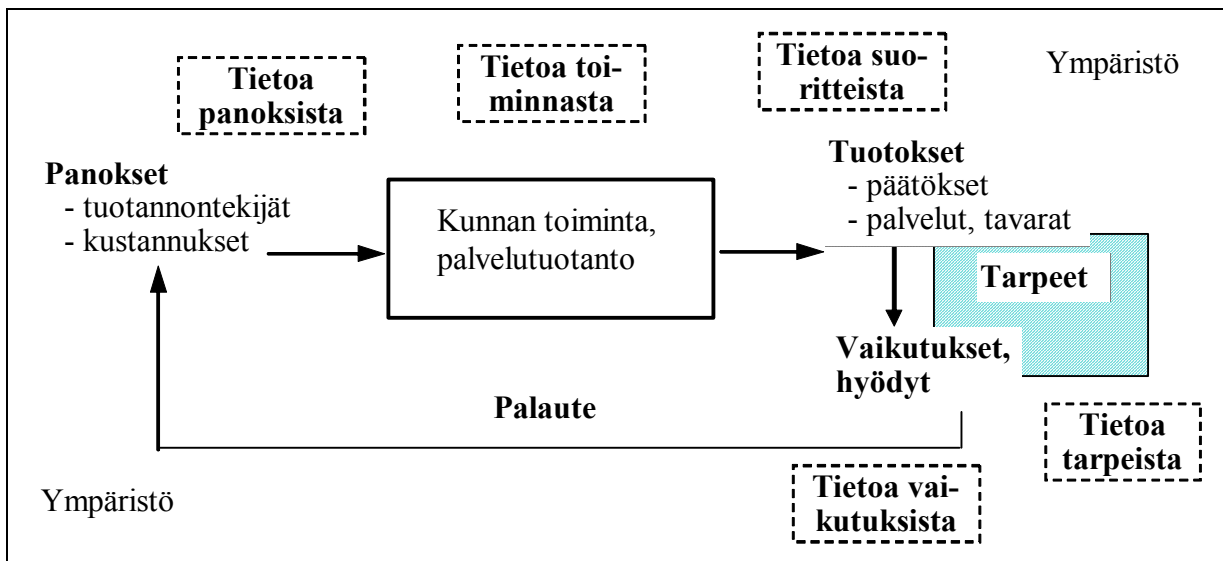 Tietoa
panoksista
Tietoa toi-
minnasta
Tietoa suo-
ritteista
Ympäristö
Panokset
- tuotannontekijät
- kustannukset
Kunnan toiminta,
palvelutuotanto
Tuotokset
- päätökset
- palvelut, tavarat
Tarpeet
Vaikutukset,
hyödyt
Palaute
Tietoa
tarpeista
Ympäristö
Tietoa vai-
kutuksista